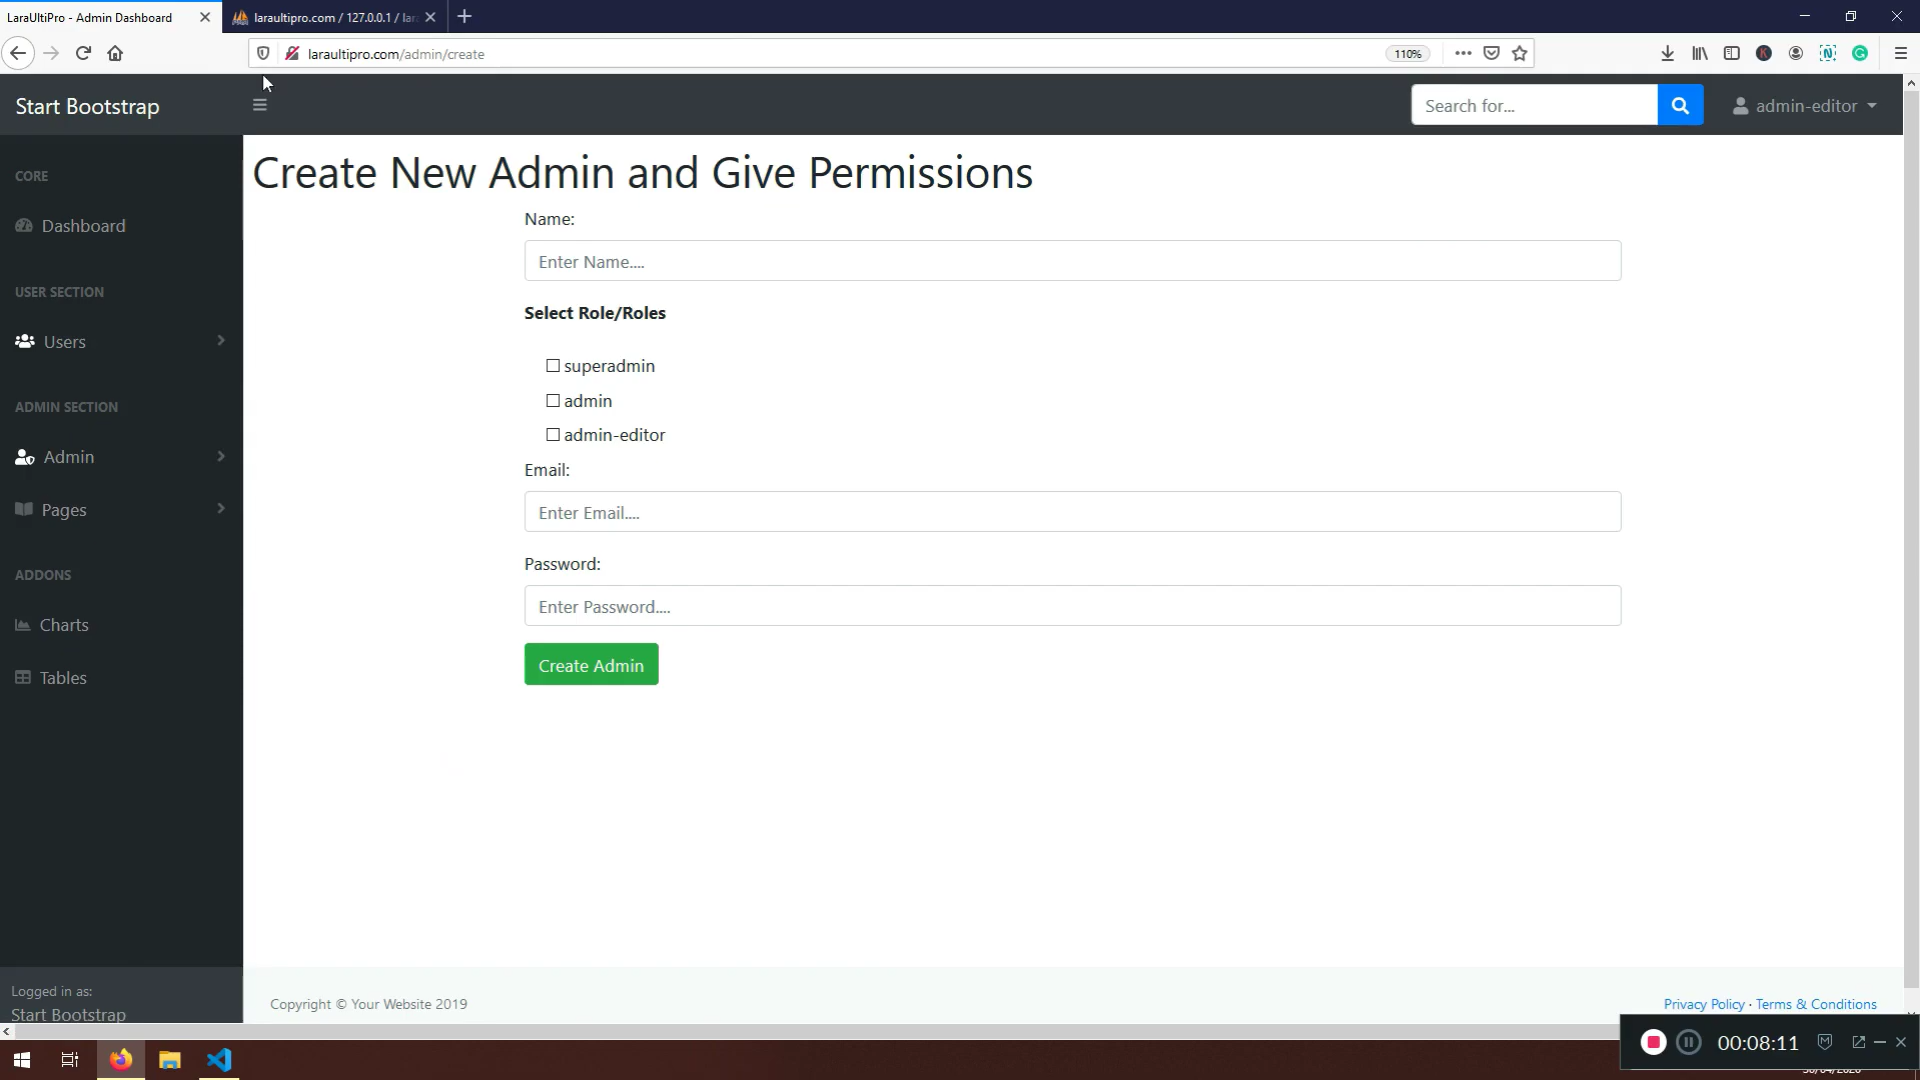 LaraUltiPro - Admin Dashboard
laraultipro.com / 127.0.0.1 / lar
laraultipro.com/admin/create
110%
Start Bootstrap
Search for...
admin-editor
CORE
Dashboard
USER SECTION
Users
ADMIN SECTION
Admin
Pages
ADDONS
Charts
Tables
Logged in as:
Start Bootstrap
Create New Admin and Give Permissions
Name:
Enter Name....
Select Role/Roles
superadmin
admin
admin-editor
Email:
Enter Email....
Password:
Enter Password....
Create Admin
Copyright © Your Website 2019
Privacy Policy · Terms & Conditions
00:08:11